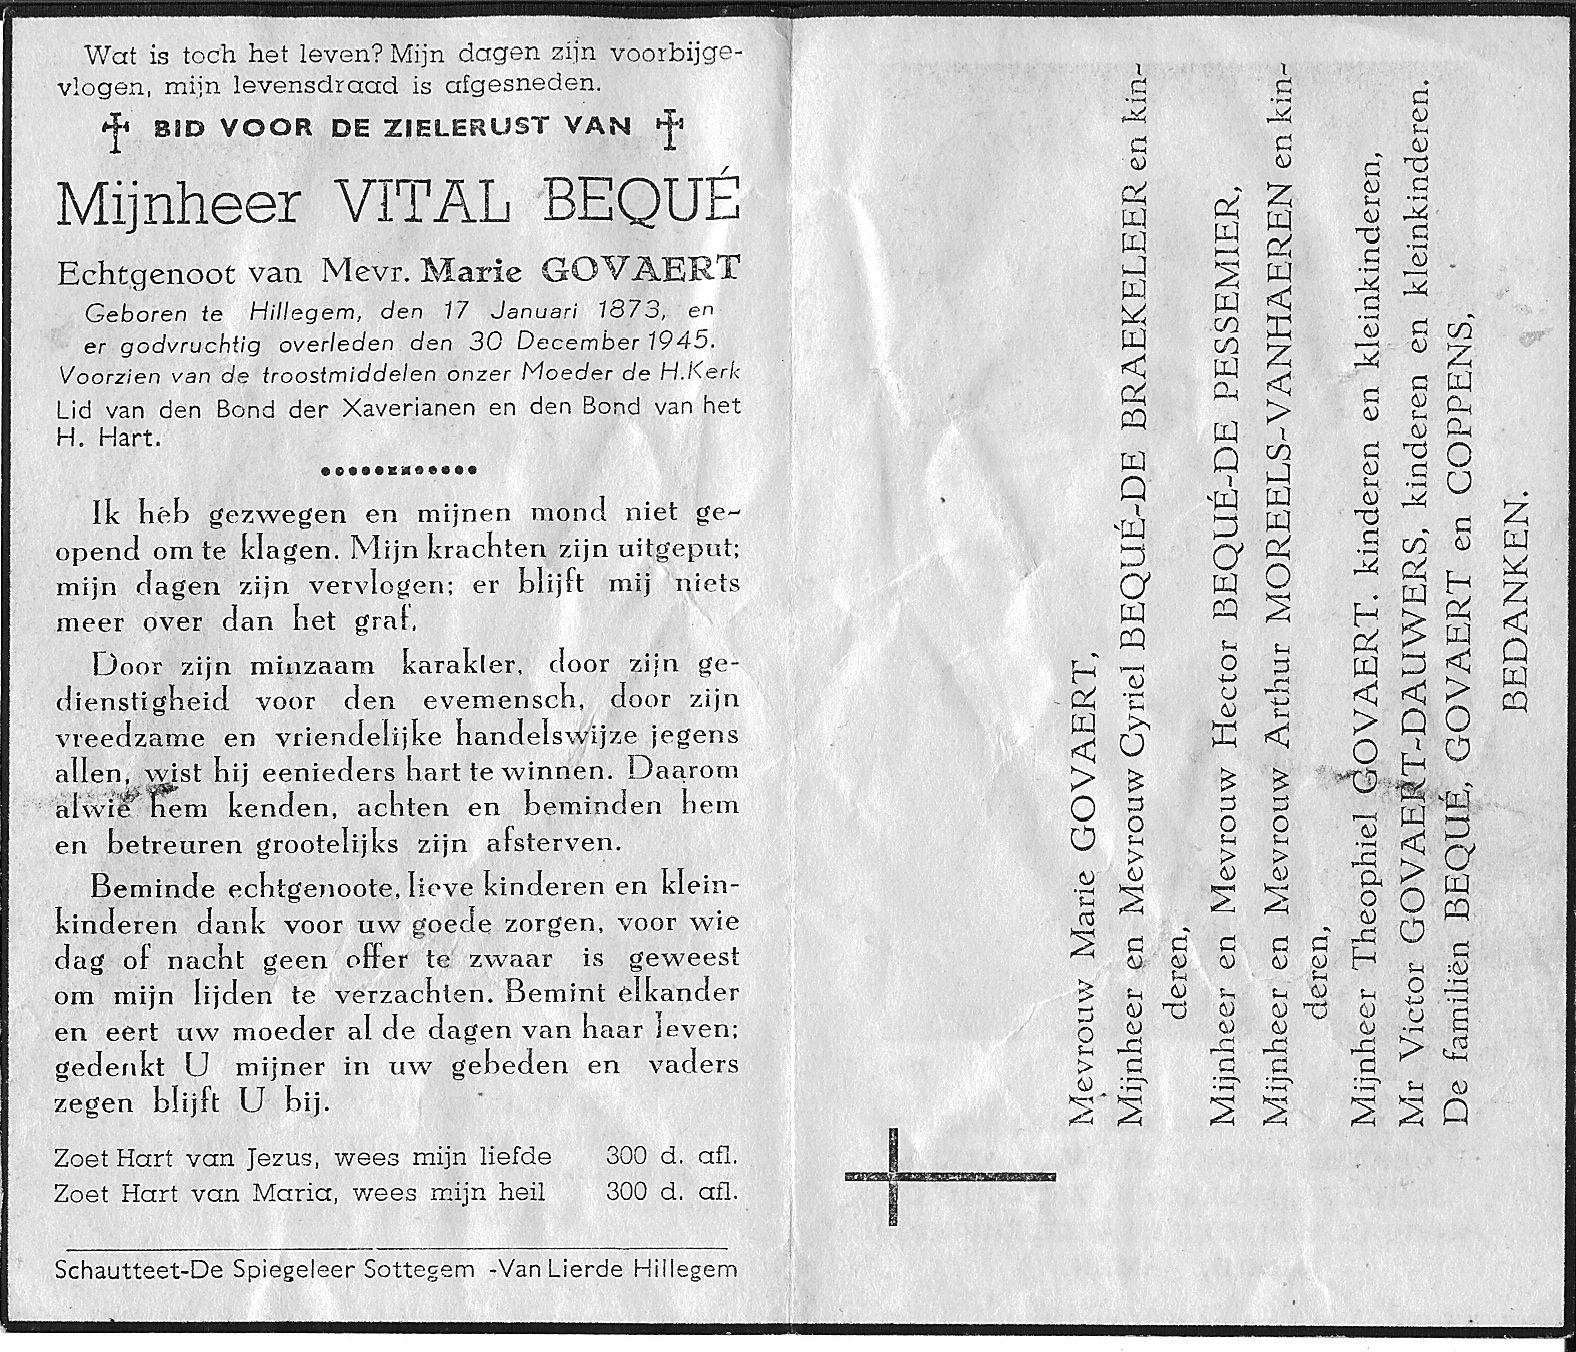 Wat is toch het leven? Mijn dagen zijn voorbijge-
vlogen, mijn levensdraad is afgesneden.
BID VOOR DE ZIELERUST VAN
Mijnheer VITAL BEQUÉ
Echtgenoot van Mevr. Marie GOVAERT
Geboren te Hillegem, den 17 Januari 1873, en
er godvruchtig overleden den 30 December 1945.
Voorzien van de troostmiddelen onzer Moeder de H.Kerk
Lid van den Bond der Xaverianen en den Bond van het
H. Hart.
Ik heb gezwegen en mijnen mond niet ge-
opend om te klagen. Mijn krachten zijn uitgeput;
mijn dagen zijn vervlogen; er blijft mij niets
meer over dan het graf.
Door zijn minzaam karakter, door zijn ge-
dienstigheid voor den evemensch, door zijn
vreedzame en vriendelijke handelswijze jegens
allen, wist hij eenieders hart te winnen. Daarom
alwie hem kenden, achten en beminden hem
en betreuren grootelijks zijn afsterven.
Beminde echtgenoote, lieve kinderen en klein-
kinderen dank voor uw goede zorgen, voor wie
dag of nacht geen offer te zwaar is geweest
om mijn lijden te verzachten. Bemint elkander
en eert uw moeder al de dagen van haar leven;
gedenkt U mijner in uw gebeden en vaders
zegen blijft U bij.
Zoet Hart van Jezus, wees mijn liefde 300 d. afl.
Zoet Hart van Maria, wees mijn heil 300 d. afl.
Schautteet-De Spiegeleer Sottegem -Van Lierde Hillegem
Mevrouw Marie GOVAERT,
Mijnheer en Mevrouw Cyriel BEQUÉ-DE BRAEKELEER en kin-
deren,
Mijnheer en Mevrouw Hector BEQUÉ-DE PESSEMIER,
Mijnheer en Mevrouw Arthur MOREELS-VANHAEREN en kin-
deren,
Mijnheer Theophiel GOVAERT. kinderen en kleinkinderen,
Mr Victor GOVAERT-DAUWERS, kinderen en kleinkinderen.
De familiën BEQUÉ, GOVAERT en COPPENS,
BEDANKEN.